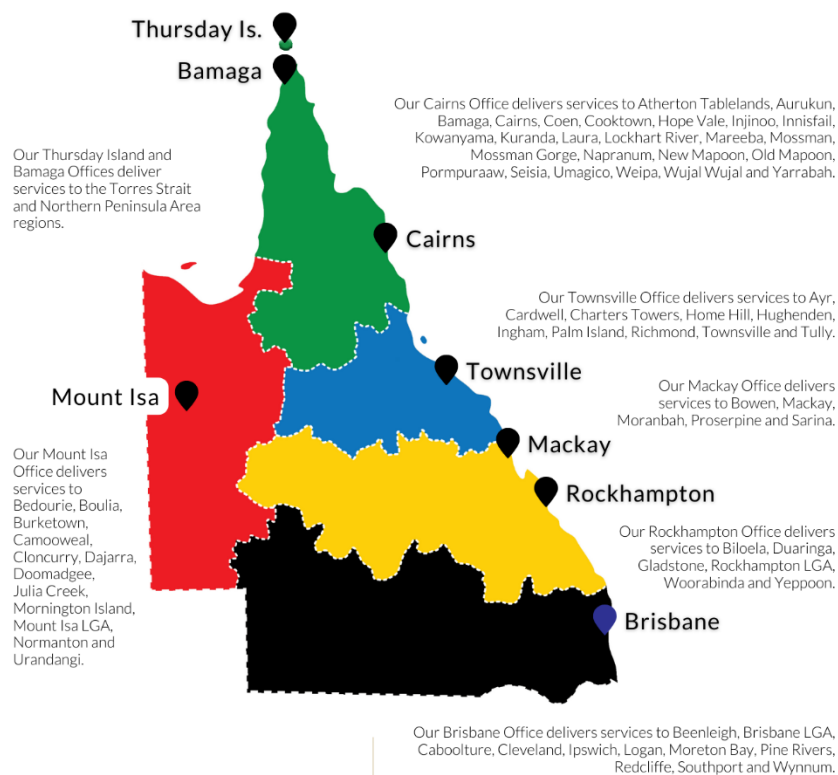 Thursday Is.
Bamaga
Our Cairns Office delivers services to Atherton Tablelands, Aurukun,
Bamaga, Cairns, Coen, Cooktown, Hope Vale, Injinoo, Innisfail,
Kowanyama, Kuranda, Laura, Lockhart River, Mareeba, Mossman,
Mossman Gorge, Napranum, New Mapoon, Old Mapoon,
Pormpuraaw, Seisia, Umagico, Weipa, Wujal Wujal and Yarrabah.
Our Thursday Island and
Bamaga Offices deliver
services to the Torres Strait
and Northern Peninsula Area
regions.
Cairns
Our Townsville Office delivers services to Ayr,
Cardwell, Charters Towers, Home Hill, Hughenden,
Ingham, Palm Island, Richmond, Townsville and Tully.
Townsville
Mount Isa
Our Mackay Office delivers
services to Bowen, Mackay,
Moranbah, Proserpine and Sarina.
Mackay
Our Mount Isa
Office delivers
services to
Bedourie, Boulia,
Burketown,
Camooweal,
Cloncurry, Dajarra,
Doomadgee,
Julia Creek,
Mornington Island,
Mount Isa LGA,
Normanton and
Urandangi.
Rockhampton
Our Rockhampton Office delivers
services to Biloela, Duaringa,
Gladstone, Rockhampton LGA,
Woorabinda and Yeppoon.
Brisbane
Our Brisbane Office delivers services to Beenleigh, Brisbane LGA,
Caboolture, Cleveland, Ipswich, Logan, Moreton Bay, Pine Rivers,
Redcliffe, Southport and Wynnum.